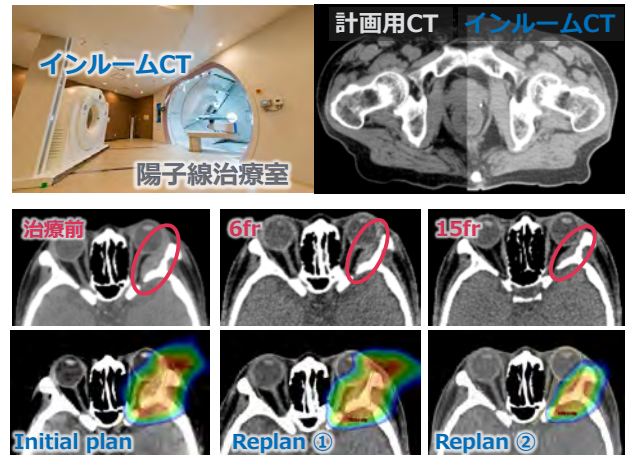 インルームCT
陽子線治療室
計画用CT インルームCT
治療前
6fr
15fr
Initial plan
Replan ①
Replan ②